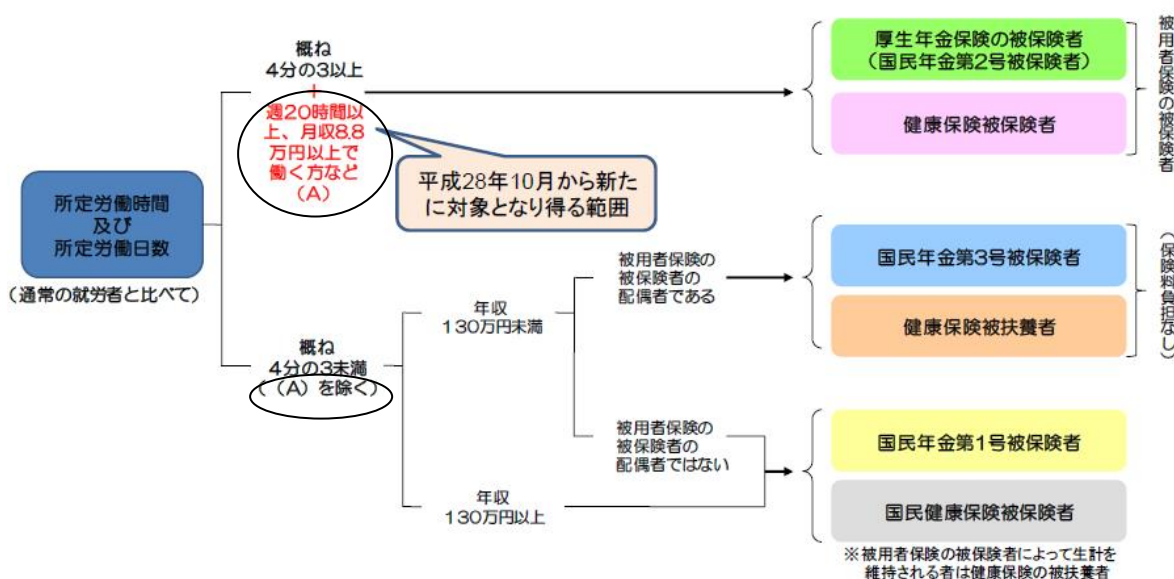 概ね
4分の3以上
+
週20時間以
上、月収8.8
万円以上で
働く方など
(A)
平成28年10月から新た
に対象となり得る範囲
所定労働時間
及び
所定労働日数
(通常の就労者と比べて)
概ね
4分の3未満
((A)を除く)
年収
130万円未満
年収
130万円以上
被用者保険の
被保険者の
配偶者である
被用者保険の
被保険者の
配偶者ではない
厚生年金保険の被保険者
(国民年金第2号被保険者)
健康保険被保険者
被用者保険の被保険者
国民年金第3号被保険者
健康保険被扶養者
(保険料負担なし)
国民年金第1号被保険者
国民健康保険被保険者
※被用者保険の被保険者によって生計を
維持される者は健康保険の被扶養者